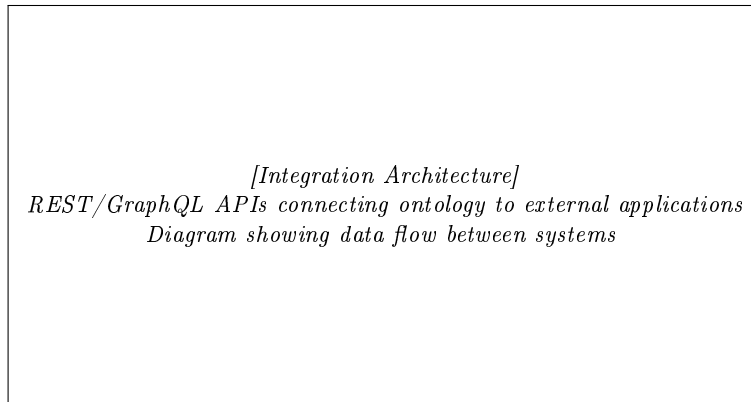 [Integration Architecture]
REST/GraphQL APIs connecting ontology to external applications
Diagram showing data flow between systems